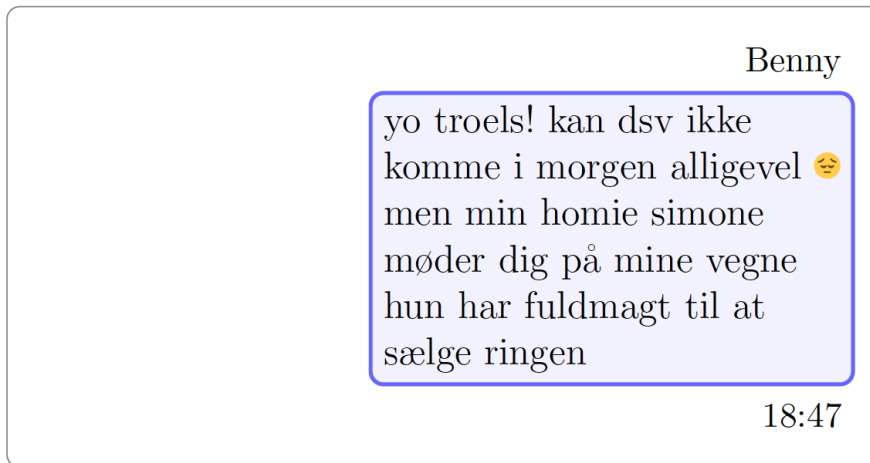 Benny
yo troels! kan dsv ikke
komme i morgen alligevel 😔
men min homie simone
møder dig på mine vegne
hun har fuldmagt til at
sælge ringen
18:47